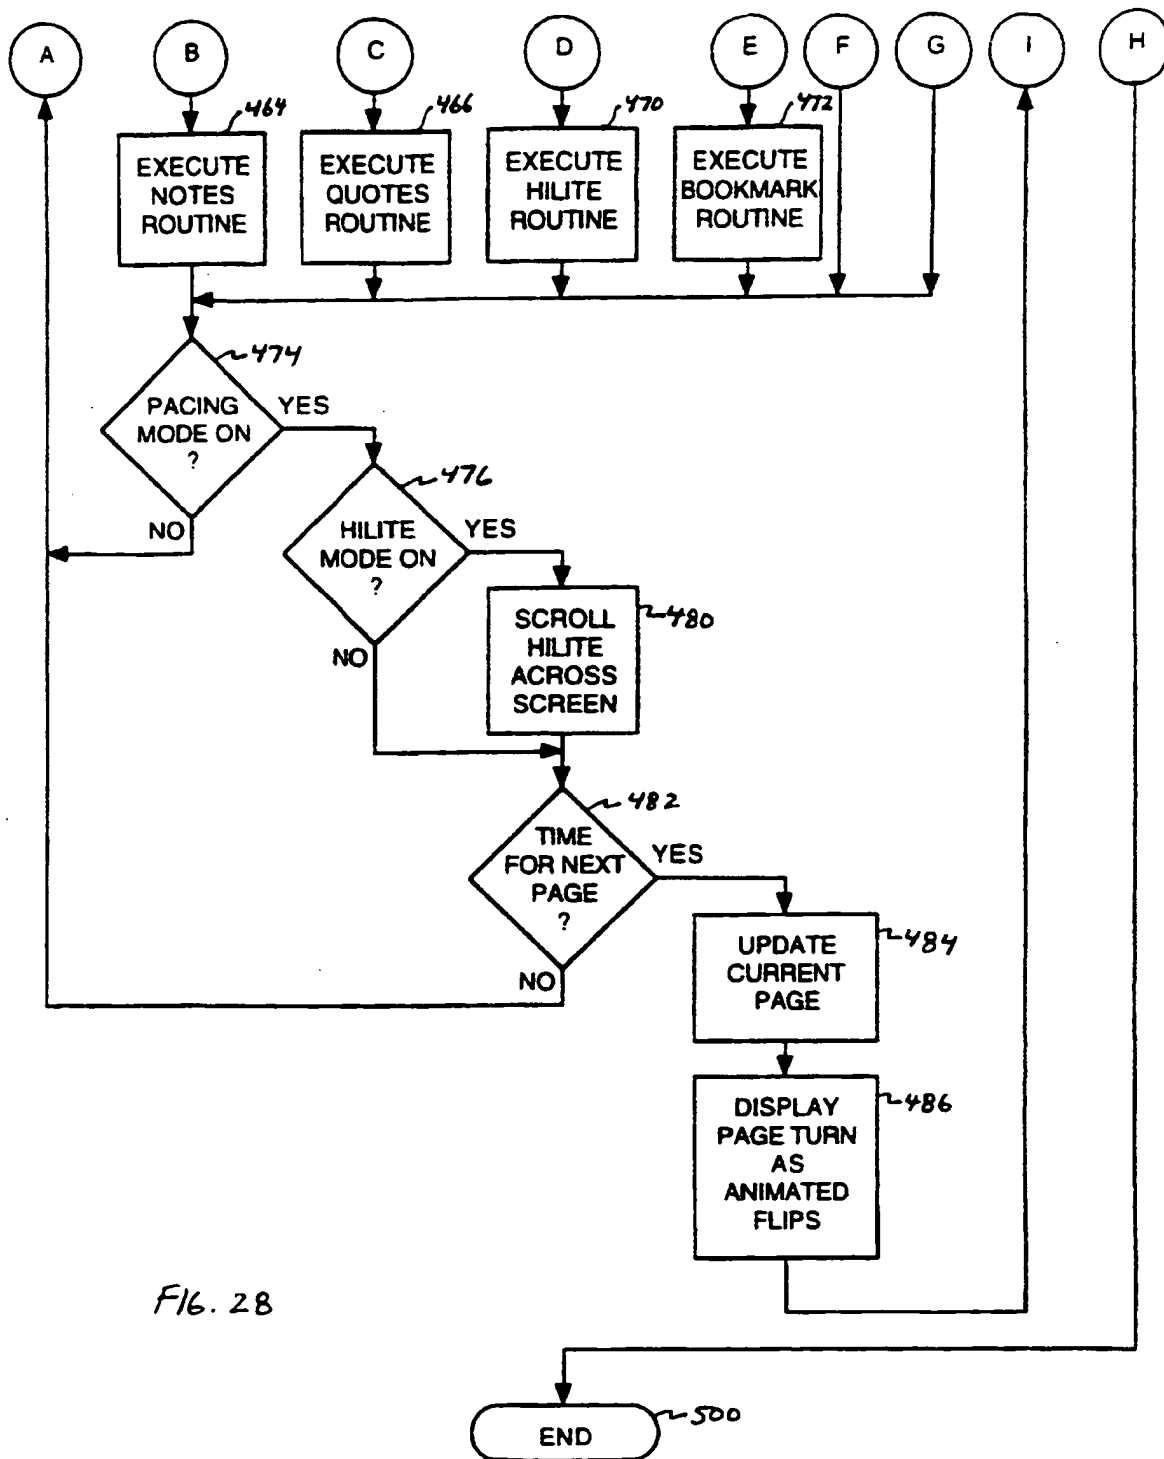 A
B
C
D
E
F
G
I
H
464
466
470
472
EXECUTE
NOTES
ROUTINE
EXECUTE
QUOTES
ROUTINE
EXECUTE
HILITE
ROUTINE
EXECUTE
BOOKMARK
ROUTINE
474
PACING
MODE ON
?
YES
NO
476
HILITE
MODE ON
?
YES
NO
480
SCROLL
HILITE
ACROSS
SCREEN
482
TIME
FOR NEXT
PAGE
?
YES
NO
484
UPDATE
CURRENT
PAGE
486
DISPLAY
PAGE TURN
AS
ANIMATED
FLIPS
FIG. 28
500
END